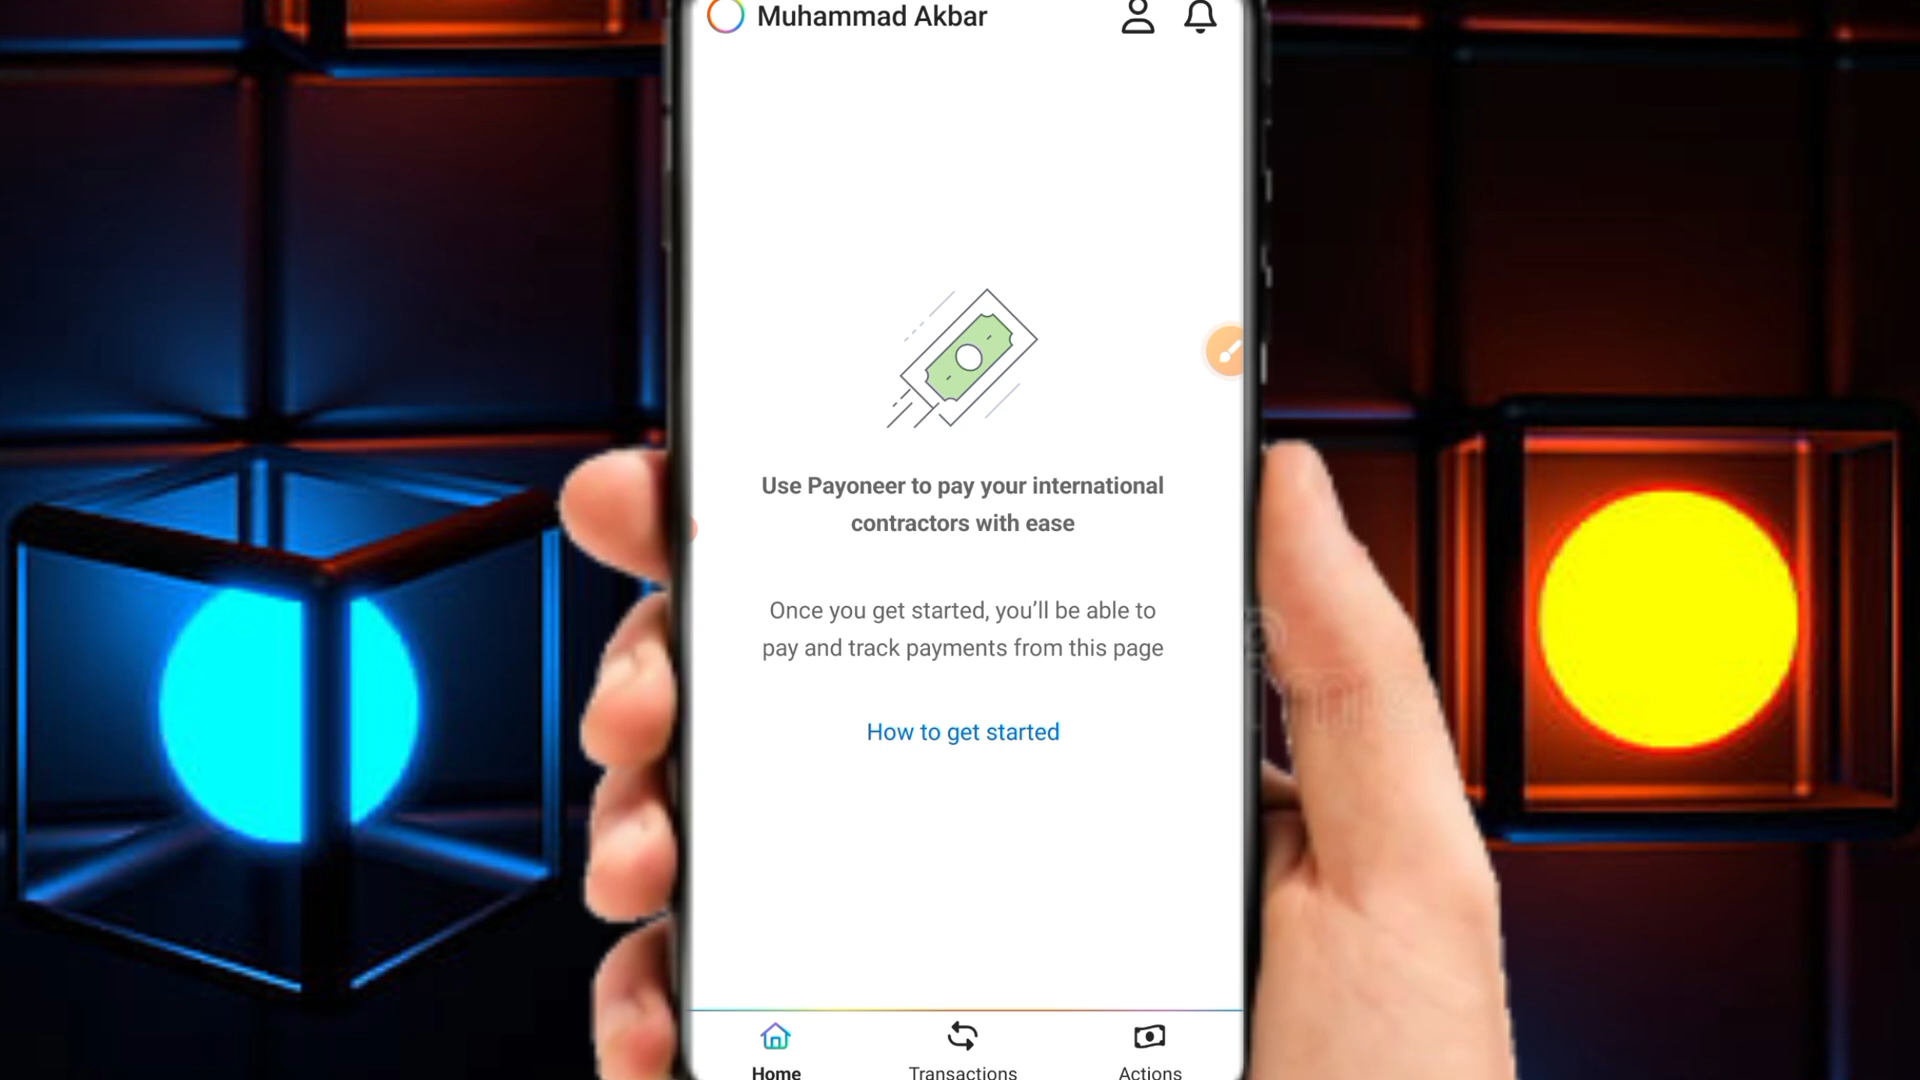 Muhammad Akbar
Use Payoneer to pay your international
contractors with ease
Once you get started, you’ll be able to
pay and track payments from this page
How to get started
Home
Transactions
Actions